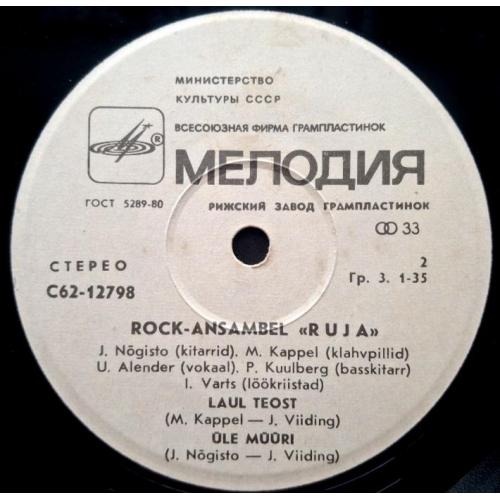 МИНИСТЕРСТВО
КУЛЬТУРЫ СССР
ВСЕСОЮЗНАЯ ФИРМА ГРАМПЛАСТИНОК
®
МЕЛОДИЯ
ГОСТ 5289-80
РИЖСКИЙ ЗАВОД ГРАМПЛАСТИНОК
33
СТЕРЕО
2
С62-12798
Гр. 3. 1-35
ROCK-ANSAMBEL «RUJA»
J. Nõgisto (kitarrid). M. Kappel (klahvpillid)
U. Alender (vokaal). P. Kuulberg (basskitarr)
I. Varts (löökriistad)
LAUL TEOST
(M. Kappel — J. Viiding)
ÜLE MÜÜRI
(J. Nõgisto — J. Viiding)